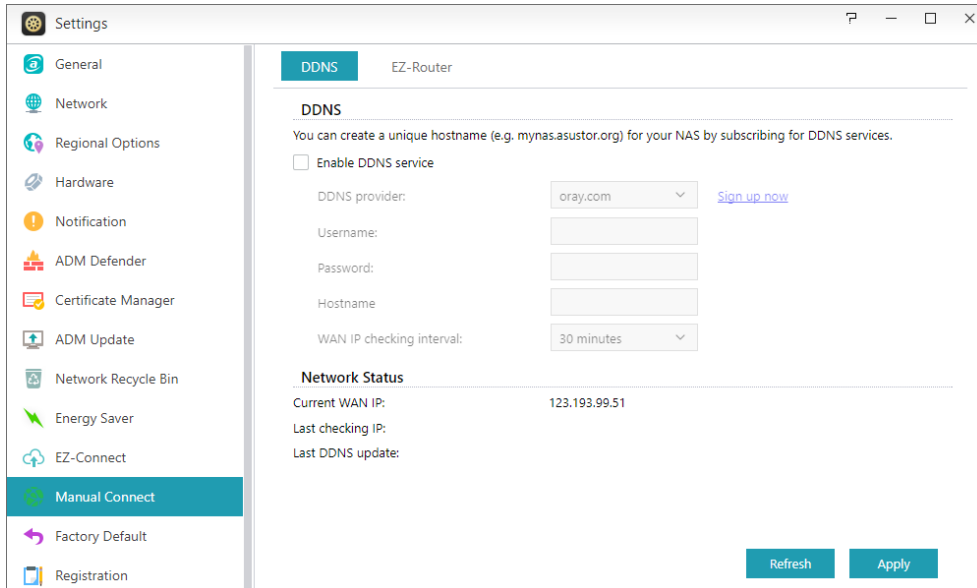 Settings
General
Network
Regional Options
Hardware
Notification
ADM Defender
Certificate Manager
ADM Update
Network Recycle Bin
Energy Saver
EZ-Connect
Manual Connect
Factory Default
Registration
DDNS EZ-Router
DDNS
You can create a unique hostname (e.g. mynas.asustor.org) for your NAS by subscribing for DDNS services.
Enable DDNS service
DDNS provider: oray.com Sign up now
Username:
Password:
Hostname
WAN IP checking interval: 30 minutes
Network Status
Current WAN IP: 123.193.99.51
Last checking IP:
Last DDNS update:
Refresh Apply